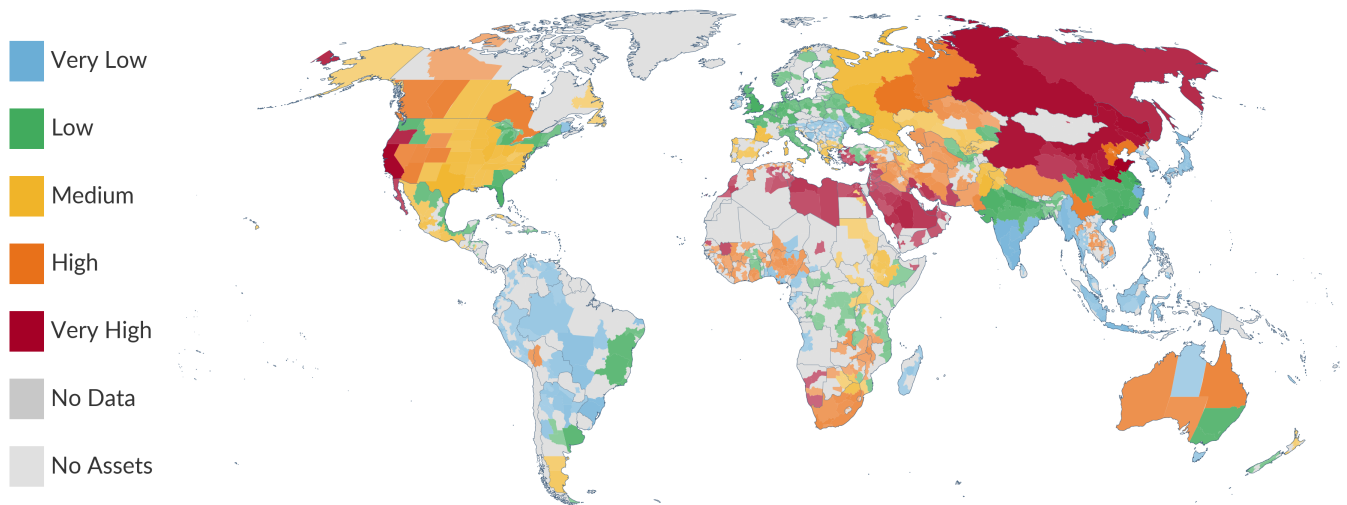 Very Low
Low
Medium
High
Very High
No Data
No Assets